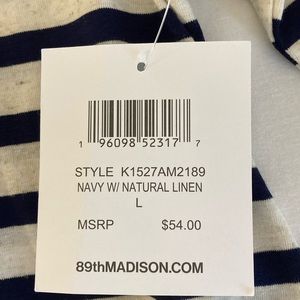 1 96098 52317 7
STYLE K1527AM2189
NAVY W/ NATURAL LINEN
L
MSRP $54.00
89thMADISON.COM